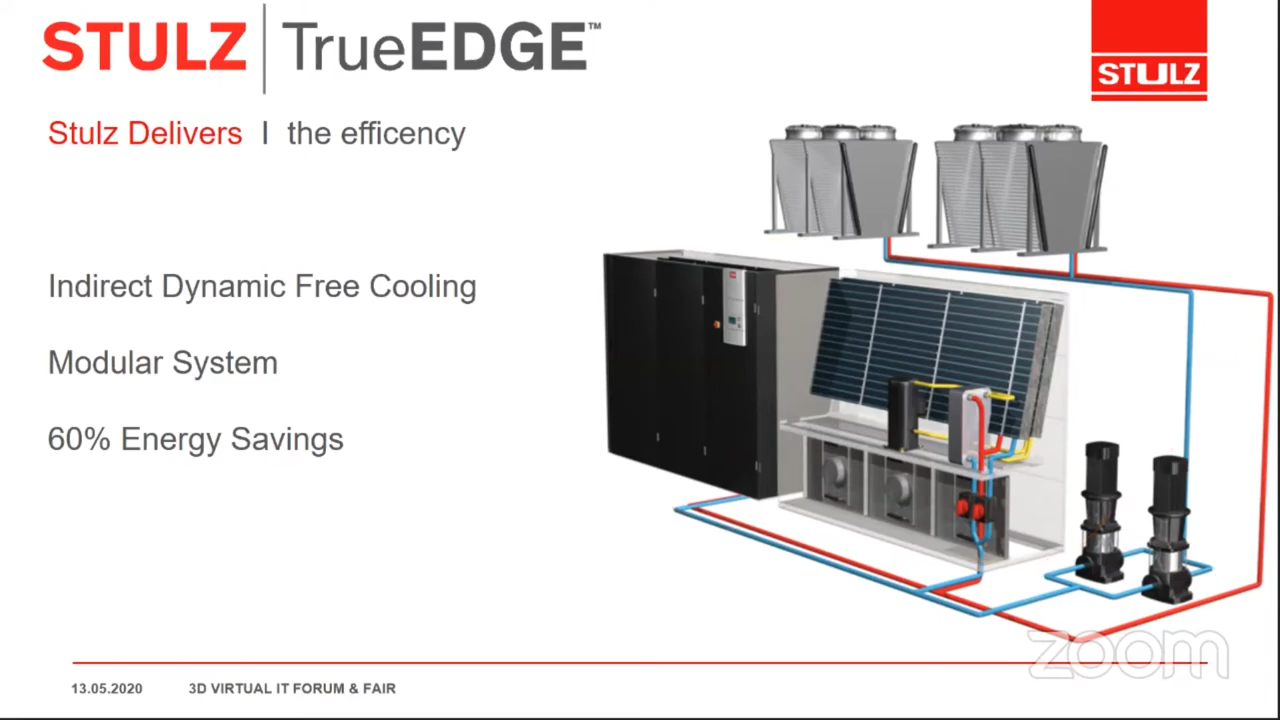 STULZ | TrueEDGE™
STULZ
Stulz Delivers I the efficency
Indirect Dynamic Free Cooling
Modular System
60% Energy Savings
zoom
13.05.2020 3D VIRTUAL IT FORUM & FAIR